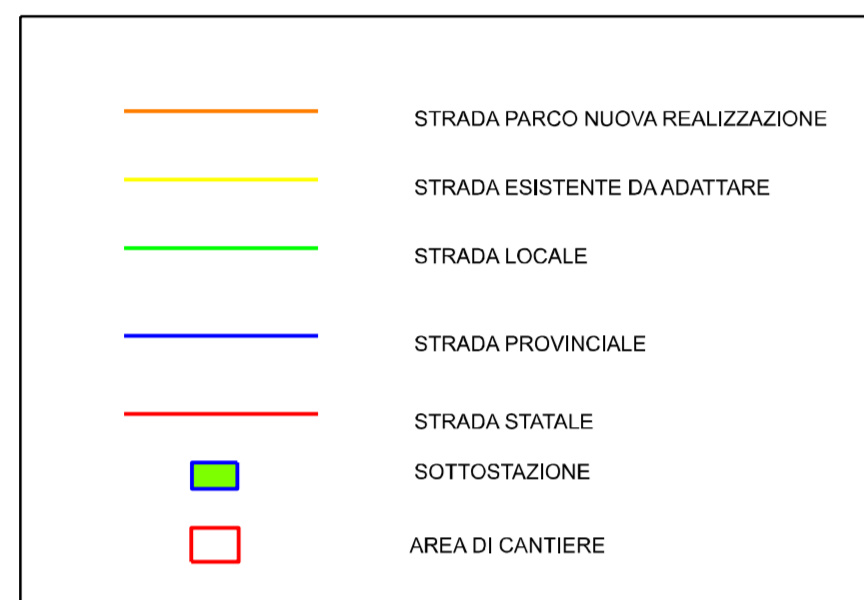 STRADA PARCO NUOVA REALIZZAZIONE
STRADA ESISTENTE DA ADATTARE
STRADA LOCALE
STRADA PROVINCIALE
STRADA STATALE
SOTTOSTAZIONE
AREA DI CANTIERE